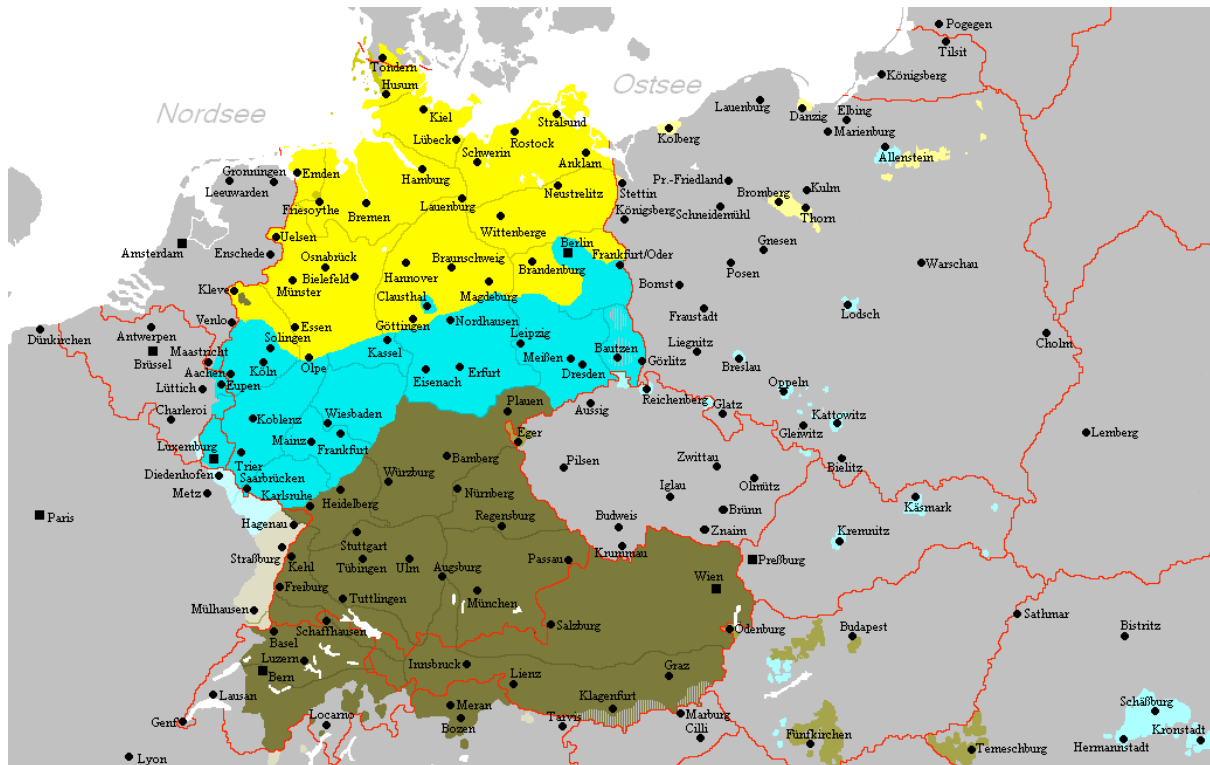 Pogegen
Tilsit
Tondern
Husum
Königsberg
Ostsee
Nordsee
Lauenburg
Danzig
Elbing
Marienburg
Kiel
Stralsund
Lübeck
Rostock
Kolberg
Schwerin
Anklam
Allenstein
Gronningen
Leeuwarden
Emden
Hamburg
Neustrelitz
Stettin
Pr.-Friedland
Bromberg
Kulm
Friesoythe
Bremen
Lauenburg
Königsberg
Schneidemühl
Thorn
Wittenberge
Uelsen
Amsterdam
Enschede
Osnabrück
Braunschweig
Berlin
Frankfurt/Oder
Gnesen
Posen
Warschau
Bielefeld
Hannover
Brandenburg
Kleve
Münster
Clausthal
Magdeburg
Bomst
Fraustadt
Lodsch
Venlo
Essen
Göttingen
Nordhausen
Dünkirchen
Antwerpen
Solingen
Kassel
Leipzig
Bautzen
Liegnitz
Cholm
Brüssel
Maastricht
Aachen
Köln
Olpe
Meißen
Görlitz
Breslau
Lüttich
Eupen
Eisenach
Erfurt
Dresden
Oppeln
Reichenberg
Charleroi
Koblenz
Wiesbaden
Plauen
Aussig
Glatz
Kattowitz
Gleiwitz
Luxemburg
Mainz
Frankfurt
Eger
Lemberg
Trier
Bamberg
Pilsen
Zwittau
Bielitz
Diedenhofen
Saarbrücken
Würzburg
Olmütz
Metz
Karlsruhe
Heidelberg
Nürnberg
Iglau
Käsmark
Paris
Hagenau
Regensburg
Budweis
Brünn
Znaim
Kremnitz
Straßburg
Stuttgart
Krummau
Kehl
Tübingen
Ulm
Augsburg
Passau
Preßburg
Wien
Freiburg
Tuttlingen
München
Mülhausen
Sathmar
Schaffhausen
Salzburg
Ödenburg
Budapest
Bistritz
Basel
Luzern
Bern
Innsbruck
Lienz
Graz
Lausan
Meran
Klagenfurt
Schäßburg
Genf
Locarno
Bozen
Tarvis
Marburg
Cilli
Fünfkirchen
Temeschburg
Hermannstadt
Kronstadt
Lyon